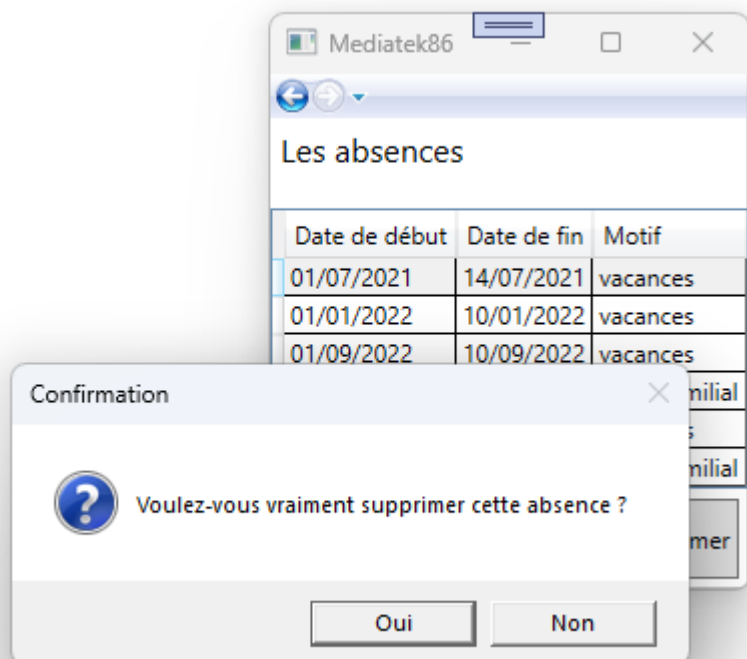 Mediatek86
Les absences
Date de début Date de fin Motif
01/07/2021 14/07/2021 vacances
01/01/2022 10/01/2022 vacances
01/09/2022 10/09/2022 vacances
Confirmation
Voulez-vous vraiment supprimer cette absence ?
Oui Non